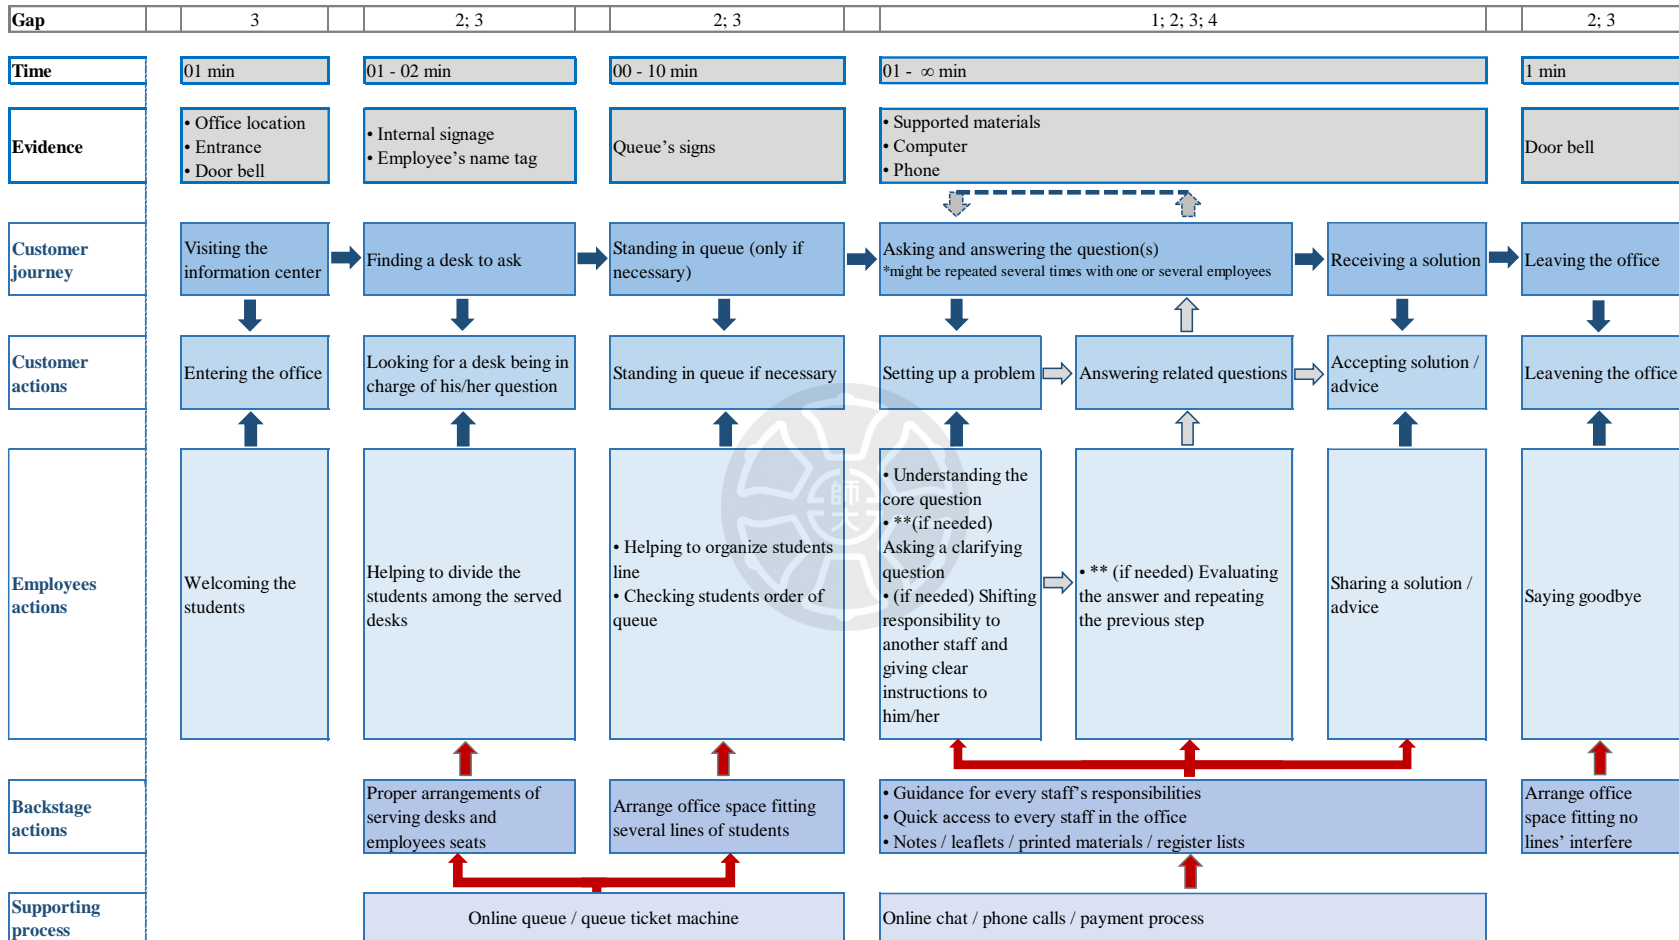 Gap 3 2; 3 2; 3 1; 2; 3; 4 2; 3
Time 01 min 01 - 02 min 00 - 10 min 01 - ∞ min 1 min
Evidence
• Office location
• Entrance
• Door bell
• Internal signage
• Employee’s name tag
Queue’s signs
• Supported materials
• Computer
• Phone
Door bell
Customer
journey
Visiting the
information center
Finding a desk to ask
Standing in queue (only if
necessary)
Asking and answering the question(s)
*might be repeated several times with one or several employees
Receiving a solution
Leaving the office
Customer
actions
Entering the office
Looking for a desk being in
charge of his/her question
Standing in queue if necessary
Setting up a problem
Answering related questions
Accepting solution /
advice
Leavening the office
Employees
actions
Welcoming the
students
Helping to divide the
students among the served
desks
• Helping to organize students
line
• Checking students order of
queue
• Understanding the
core question
• **(if needed)
Asking a clarifying
question
• (if needed) Shifting
responsibility to
another staff and
giving clear
instructions to
him/her
• ** (if needed) Evaluating
the answer and repeating
the previous step
Sharing a solution /
advice
Saying goodbye
師大
Backstage
actions
Proper arrangements of
serving desks and
employees seats
Arrange office space fitting
several lines of students
• Guidance for every staff’s responsibilities
• Quick access to every staff in the office
• Notes / leaflets / printed materials / register lists
Arrange office
space fitting no
lines’ interfere
Supporting
process
Online queue / queue ticket machine
Online chat / phone calls / payment process